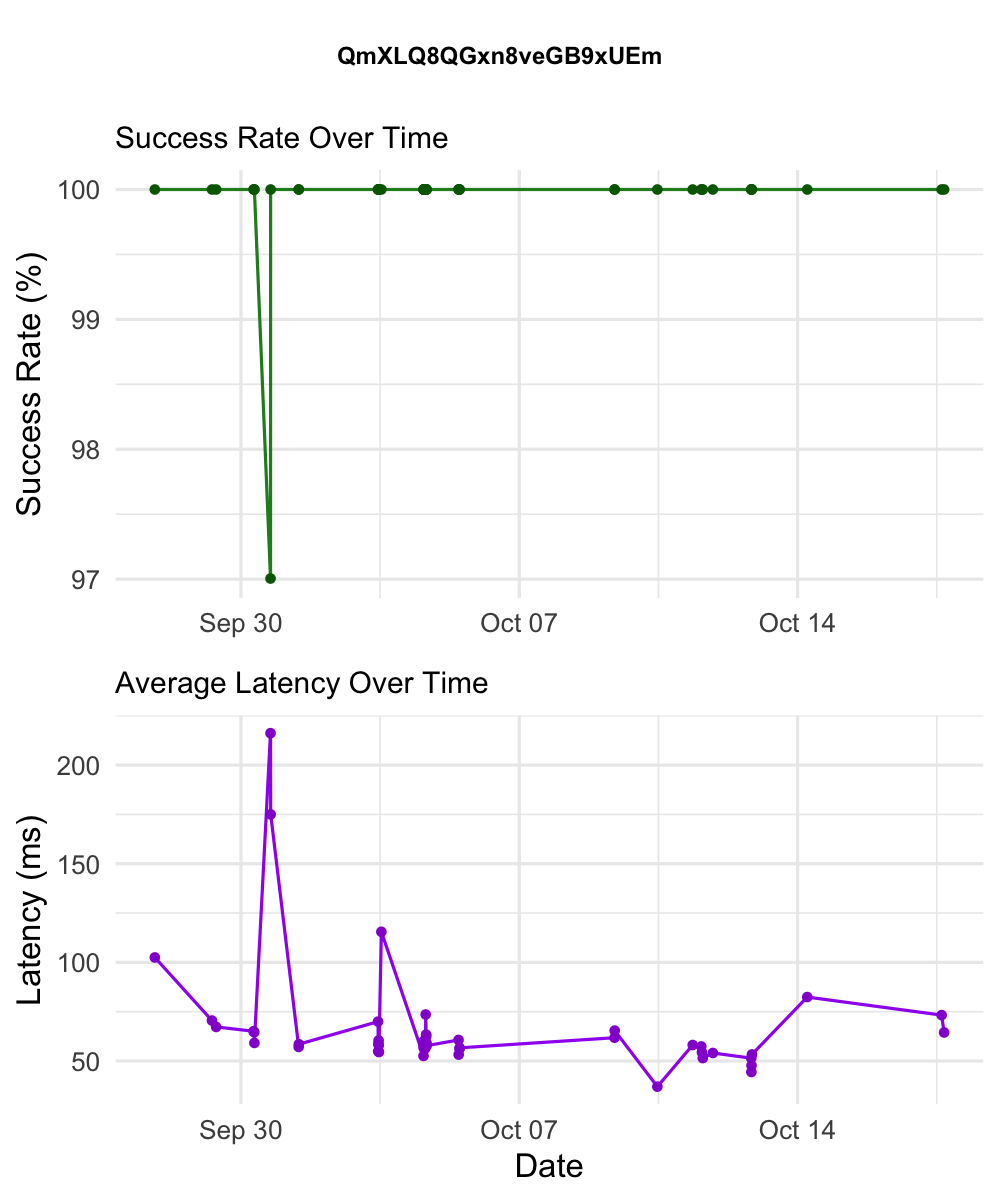 QmXLQ8QGxn8veGB9xUEm
Success Rate Over Time
Success Rate (%)
100
99
98
97
Sep 30 Oct 07 Oct 14
Average Latency Over Time
Latency (ms)
200
150
100
50
Sep 30 Oct 07 Oct 14
Date